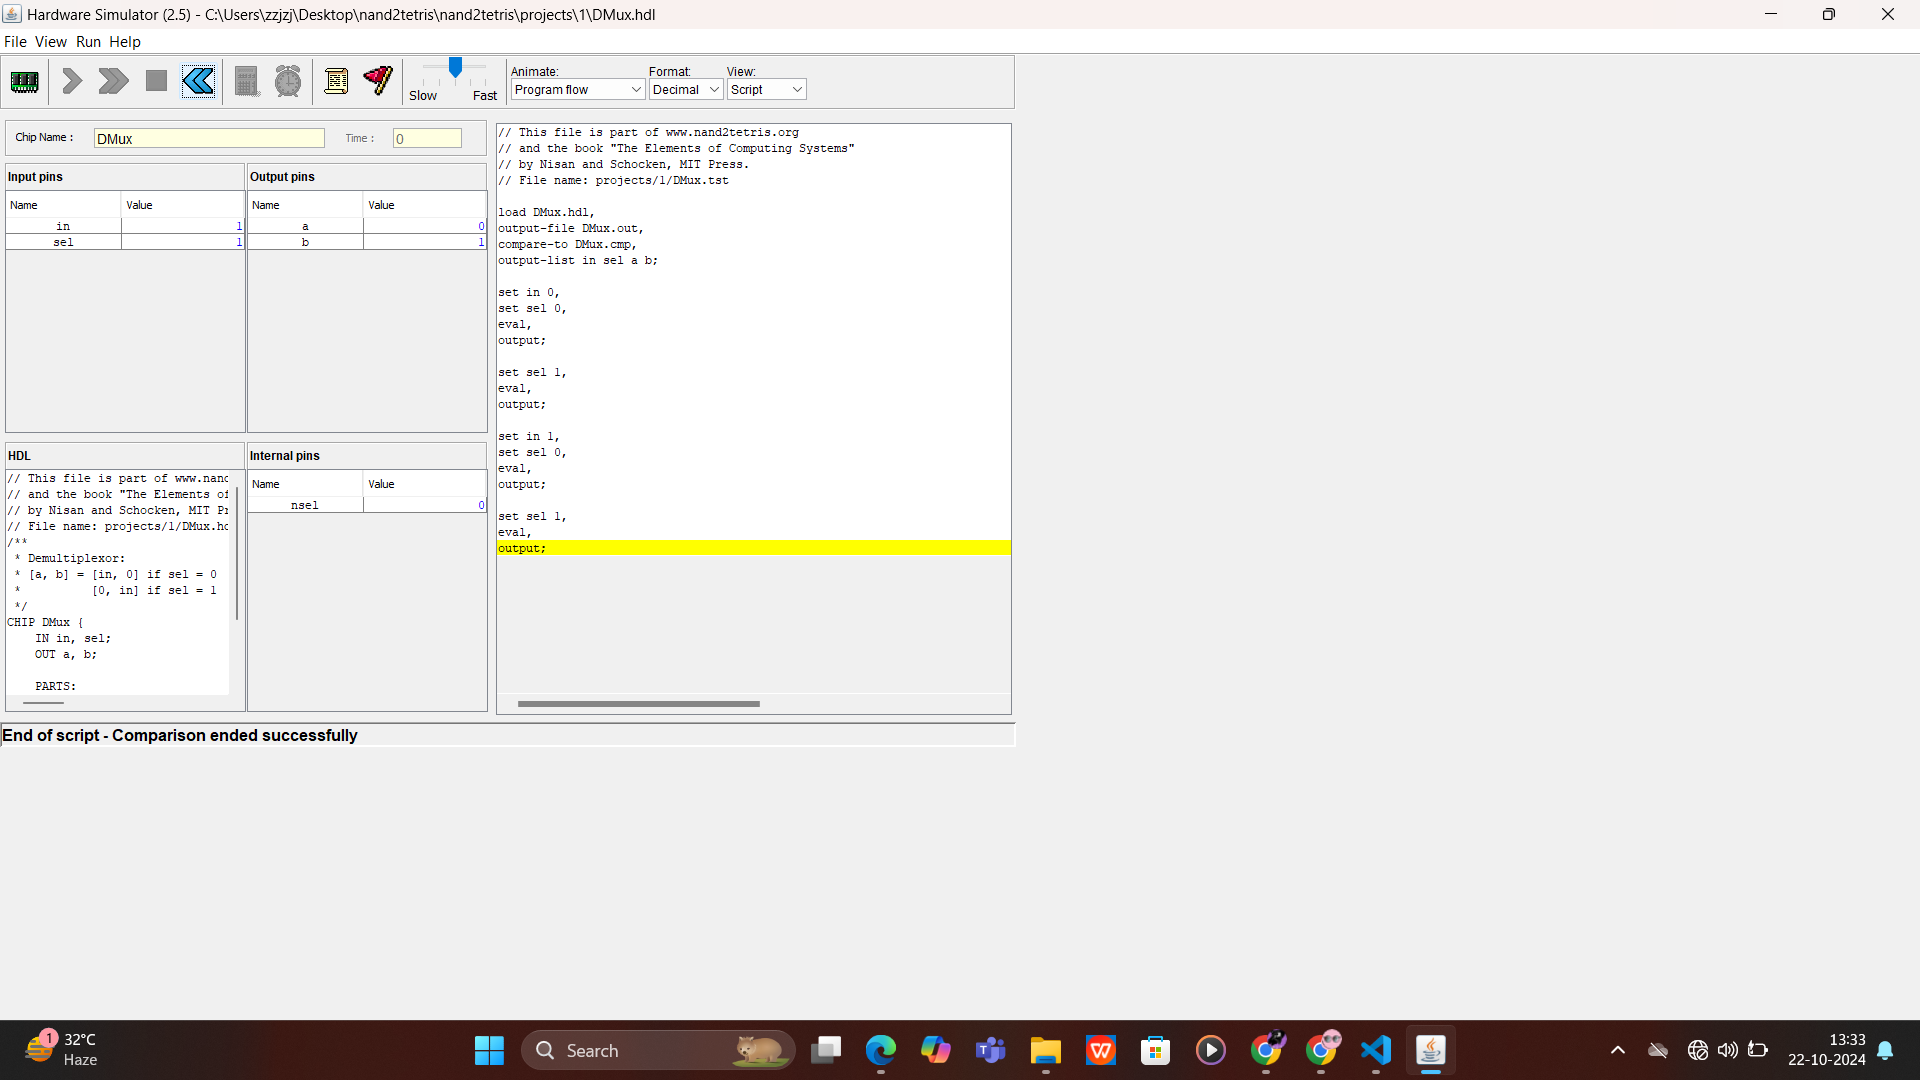 Hardware Simulator (2.5) - C:\Users\zzjzj\Desktop\nand2tetris\nand2tetris\projects\1\DMux.hdl
File View Run Help
Slow Fast
Animate:
Program flow
Format:
Decimal
View:
Script
Chip Name :
DMux
Time :
0
Input pins
Name Value
in 1
sel 1
Output pins
Name Value
a 0
b 1
HDL
// This file is part of www.nand
// and the book "The Elements of
// by Nisan and Schocken, MIT Pr
// File name: projects/1/DMux.hd
/**
* Demultiplexor:
* [a, b] = [in, 0] if sel = 0
* [0, in] if sel = 1
*/
CHIP DMux {
IN in, sel;
OUT a, b;
PARTS:
Internal pins
Name Value
nsel 0
// This file is part of www.nand2tetris.org
// and the book "The Elements of Computing Systems"
// by Nisan and Schocken, MIT Press.
// File name: projects/1/DMux.tst
load DMux.hdl,
output-file DMux.out,
compare-to DMux.cmp,
output-list in sel a b;
set in 0,
set sel 0,
eval,
output;
set sel 1,
eval,
output;
set in 1,
set sel 0,
eval,
output;
set sel 1,
eval,
output;
End of script - Comparison ended successfully
1
32°C
Haze
Search
13:33
22-10-2024